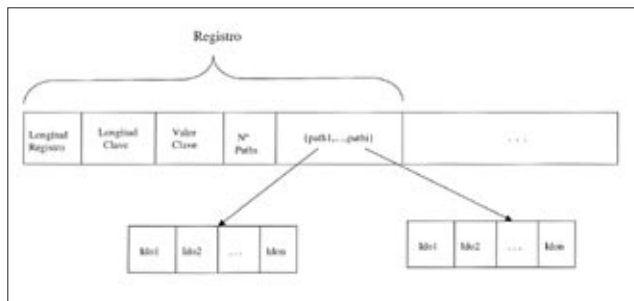 Registro
Longitud Registro
Longitud Clave
Valor Clave
Nº Paths
{path1,...,pathi}
...
Ido1 Ido2 ... Idon
Ido1 Ido2 ... Idon